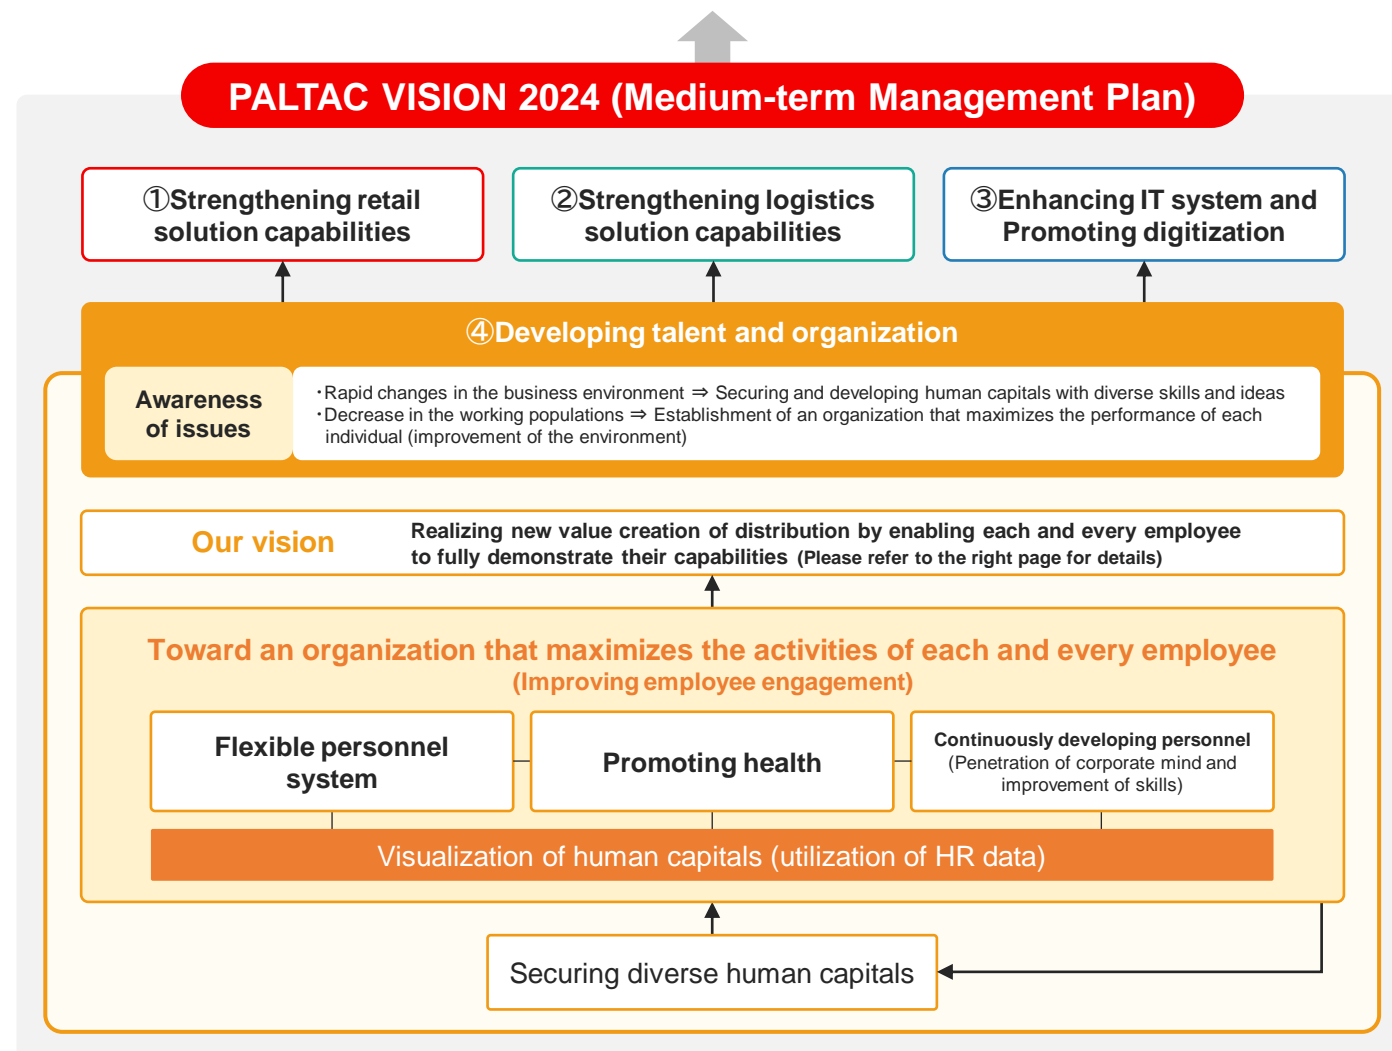 PALTAC VISION 2024 (Medium-term Management Plan)
①Strengthening retail
solution capabilities
②Strengthening logistics
solution capabilities
③Enhancing IT system and
Promoting digitization
④Developing talent and organization
Awareness
of issues
・Rapid changes in the business environment ⇒ Securing and developing human capitals with diverse skills and ideas
・Decrease in the working populations ⇒ Establishment of an organization that maximizes the performance of each
individual (improvement of the environment)
Our vision
Realizing new value creation of distribution by enabling each and every employee
to fully demonstrate their capabilities (Please refer to the right page for details)
Toward an organization that maximizes the activities of each and every employee
(Improving employee engagement)
Flexible personnel
system
Promoting health
Continuously developing personnel
(Penetration of corporate mind and
improvement of skills)
Visualization of human capitals (utilization of HR data)
Securing diverse human capitals